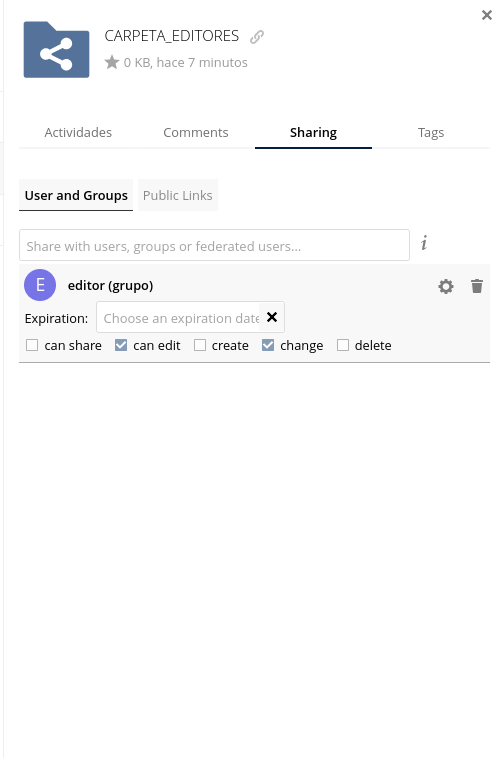 CARPETA_EDITORES
0 KB, hace 7 minutos
Actividades Comments Sharing Tags
User and Groups Public Links
Share with users, groups or federated users...
i
E editor (grupo)
Expiration: Choose an expiration date
can share can edit create change delete